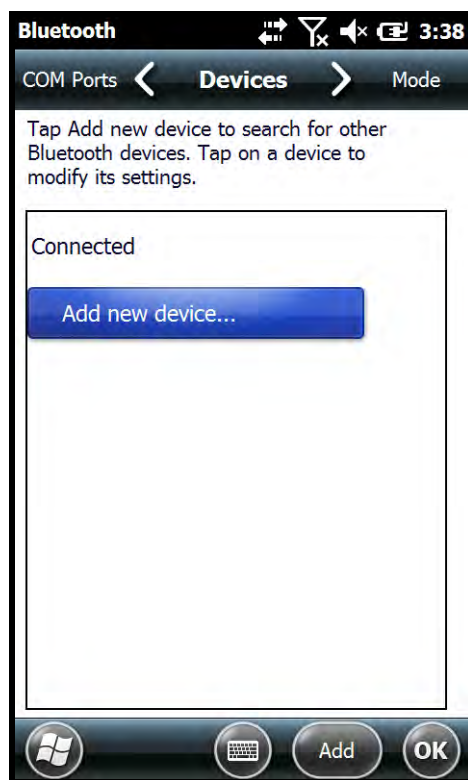 Bluetooth 3:38
COM Ports Devices Mode
Tap Add new device to search for other
Bluetooth devices. Tap on a device to
modify its settings.
Connected
Add new device...
Add OK